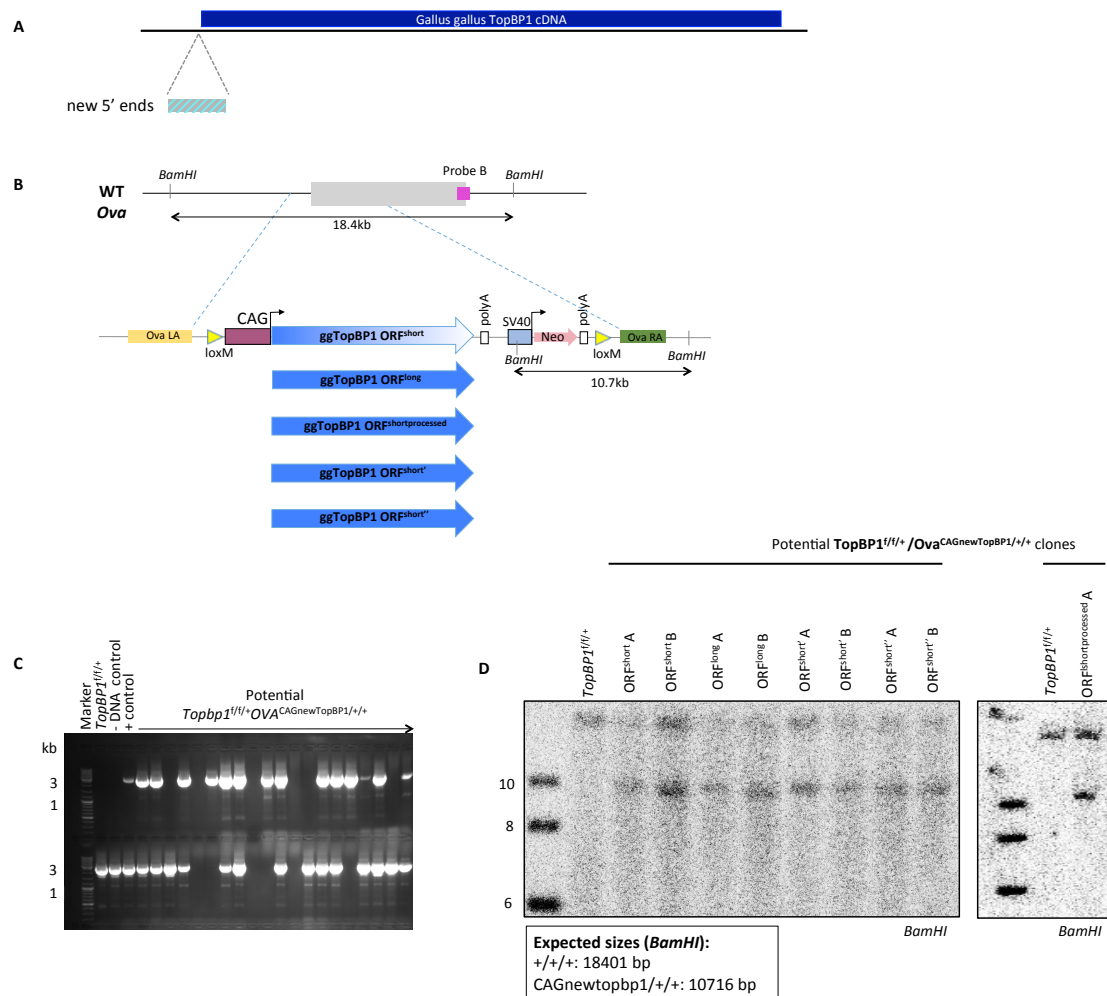 A
Gallus gallus TopBP1 cDNA
new 5' ends
B
WT
Ova
BamHI
Probe B
BamHI
18.4kb
Ova LA
loxM
CAG
ggTopBP1 ORFshort
polyA
SV40
BamHI
Neo
polyA
loxM
Ova RA
BamHI
10.7kb
ggTopBP1 ORFlong
ggTopBP1 ORFshortprocessed
ggTopBP1 ORFshort'
ggTopBP1 ORFshort''
Potential TopBP1f/f/+/OvaCAGnewTopBP1/+/+ clones
C
kb
Marker
TopBP1f/f/+
- DNA control
+ control
Potential
Topbp1f/f/+OVACAGnewTopBP1/+/+
3
1
3
1
D
TopBP1f/f/+
ORFshort A
ORFshort B
ORFlong A
ORFlong B
ORFshort' A
ORFshort' B
ORFshort'' A
ORFshort'' B
TopBP1f/f/+
ORFshortprocessed A
10
8
6
BamHI
BamHI
Expected sizes (BamHI):
+/+/+: 18401 bp
CAGnewtopbp1/+/+: 10716 bp